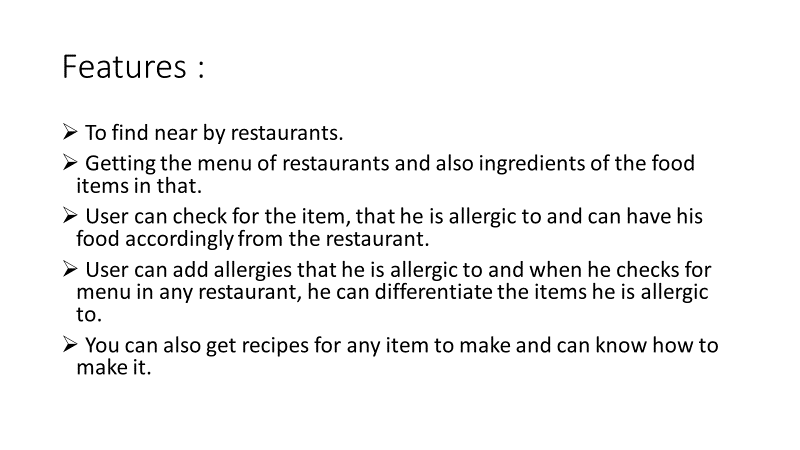 Features :
➢ To find near by restaurants.
➢ Getting the menu of restaurants and also ingredients of the food
items in that.
➢ User can check for the item, that he is allergic to and can have his
food accordingly from the restaurant.
➢ User can add allergies that he is allergic to and when he checks for
menu in any restaurant, he can differentiate the items he is allergic
to.
➢ You can also get recipes for any item to make and can know how to
make it.